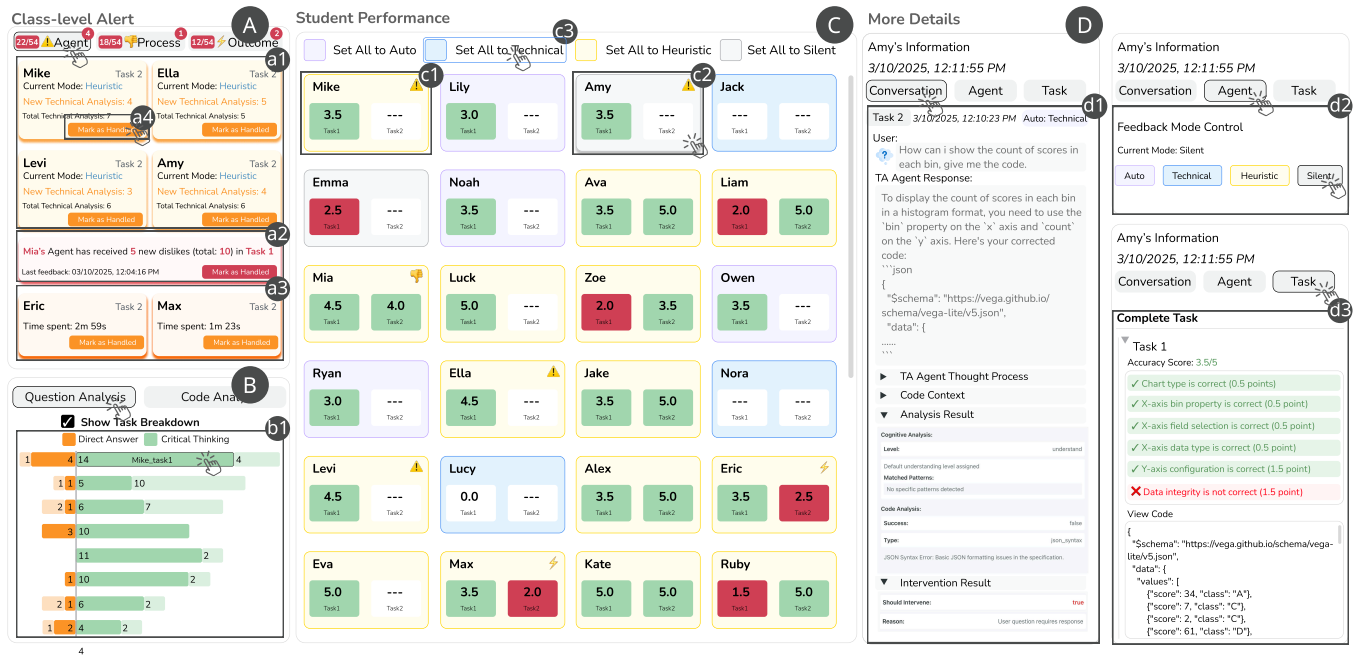 Class-level Alert
A
22/54 ⚠ Agent 4
18/54 👎 Process 1
12/54 ⚡ Outcome 2
a1
Mike Task 2
Current Mode: Heuristic
New Technical Analysis: 4
Total Technical Analysis: 7
a4
Ella Task 2
Current Mode: Heuristic
New Technical Analysis: 5
Total Technical Analysis: 5
Mark as Handled
Levi Task 2
Current Mode: Heuristic
New Technical Analysis: 3
Total Technical Analysis: 6
Mark as Handled
Amy Task 2
Current Mode: Heuristic
New Technical Analysis: 4
Total Technical Analysis: 6
Mark as Handled
a2
Mia's Agent has received 5 new dislikes (total: 10) in Task 1
Last feedback: 03/10/2025, 12:04:16 PM Mark as Handled
a3
Eric Task 2
Time spent: 2m 59s
Mark as Handled
Max Task 2
Time spent: 1m 23s
Mark as Handled
B
Question Analysis Code
Show Task Breakdown
b1
Direct Answer Critical Thinking
1 4 14 Mike_task1 4
1 1 5 10
2 1 6 7
3 10
11 2
1 10 2
2 1 6 2
1 2 4 2
4
Student Performance
C
c3
Set All to Auto Set All to Technical Set All to Heuristic Set All to Silent
c1
c2
Mike
3.5 ---
Task1 Task2
Lily
3.0 ---
Task1 Task2
Amy
3.5 ---
Task1 Task2
Jack
--- ---
Task1 Task2
Emma
2.5 ---
Task1 Task2
Noah
3.5 ---
Task1 Task2
Ava
3.5 5.0
Task1 Task2
Liam
2.0 5.0
Task1 Task2
Mia
4.5 4.0
Task1 Task2
Luck
5.0 ---
Task1 Task2
Zoe
2.0 3.5
Task1 Task2
Owen
3.5 ---
Task1 Task2
Ryan
3.0 ---
Task1 Task2
Ella
4.5 ---
Task1 Task2
Jake
3.5 5.0
Task1 Task2
Nora
--- ---
Task1 Task2
Levi
4.5 ---
Task1 Task2
Lucy
0.0 ---
Task1 Task2
Alex
3.5 5.0
Task1 Task2
Eric
3.5 2.5
Task1 Task2
Eva
5.0 ---
Task1 Task2
Max
3.5 2.0
Task1 Task2
Kate
5.0 5.0
Task1 Task2
Ruby
1.5 5.0
Task1 Task2
More Details
D
Amy's Information
3/10/2025, 12:11:55 PM
Conversation Agent Task
d1
Task 2 3/10/2025, 12:10:23 PM Auto: Technical
User:
How can i show the count of scores in
each bin, give me the code.
TA Agent Response:
To display the count of scores in each bin
in a histogram format, you need to use the
`bin` property on the `x` axis and `count`
on the `y` axis. Here's your corrected
code:
```json
{
"$schema": "https://vega.github.io/
schema/vega-lite/v5.json",
"data": {
......
```
TA Agent Thought Process
Code Context
Analysis Result
Cognitive Analysis:
Level: understand
Default understanding level assigned
Matched Patterns:
No specific patterns detected
Code Analysis:
Success: false
Type: json_syntax
JSON Syntax Error: Basic JSON formatting issues in the specification.
Intervention Result
Should Intervene: true
Reason: User question requires response
Amy's Information
3/10/2025, 12:11:55 PM
Conversation Agent Task
d2
Feedback Mode Control
Current Mode: Silent
Auto Technical Heuristic Silent
Amy's Information
3/10/2025, 12:11:55 PM
Conversation Agent Task
d3
Complete Task
Task 1
Accuracy Score: 3.5/5
✓ Chart type is correct (0.5 points)
✓ X-axis bin property is correct (0.5 point)
✓ X-axis field selection is correct (0.5 point)
✓ X-axis data type is correct (0.5 point)
✓ Y-axis configuration is correct (1.5 point)
❌ Data integrity is not correct (1.5 point)
View Code
{
"$schema": "https://vega.github.io/schema/vega-
lite/v5.json",
"data": {
"values": [
{"score": 34, "class": "A"},
{"score": 7, "class": "C"},
{"score": 2, "class": "C"},
{"score": 61, "class": "D"},